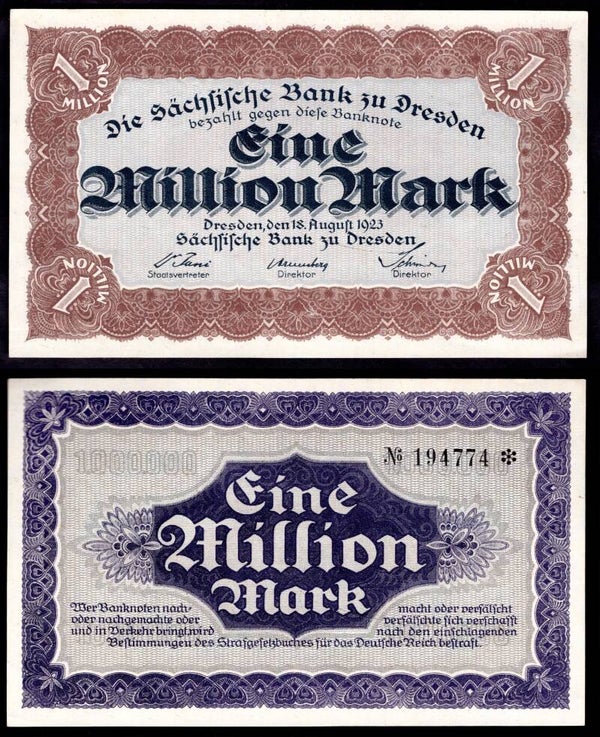 1 MILLION
1 MILLION
Die Sächsische Bank zu Dresden
bezahlt gegen diese Banknote
Eine
Million Mark
Dresden, den 18. August 1923
Sächsische Bank zu Dresden
Staatsvertreter Direktor Direktor
1 MILLION
1 MILLION
1000000
№ 194774 *
Eine
Million
Mark
Wer Banknoten nach- macht oder verfälscht
oder nachgemachte oder verfälschte sich verschafft
und in Verkehr bringt, wird nach den einschlagenden
Bestimmungen des Strafgesetzbuches für das Deutsche Reich bestraft.